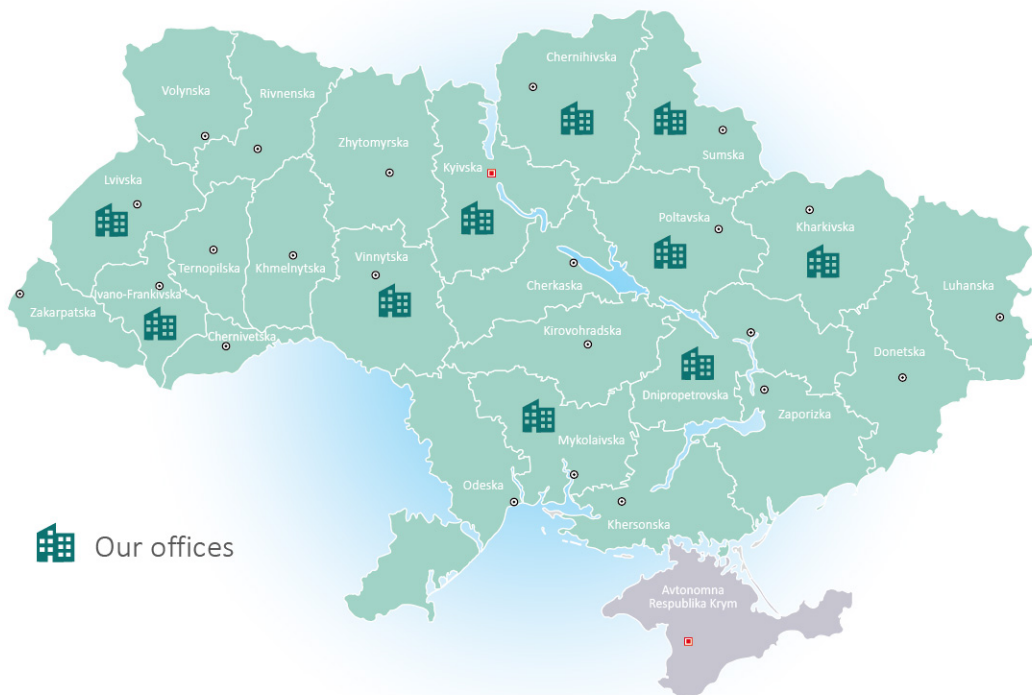 Chernihivska
Volynska
Rivnenska
Sumska
Zhytomyrska
Kyivska
Lvivska
Poltavska
Kharkivska
Ternopilska
Khmelnytska
Vinnytska
Cherkaska
Luhanska
Ivano-Frankivska
Zakarpatska
Chernivetska
Kirovohradska
Donetska
Dnipropetrovska
Zaporizka
Mykolaivska
Odeska
Khersonska
Our offices
Avtonomna
Respublika Krym